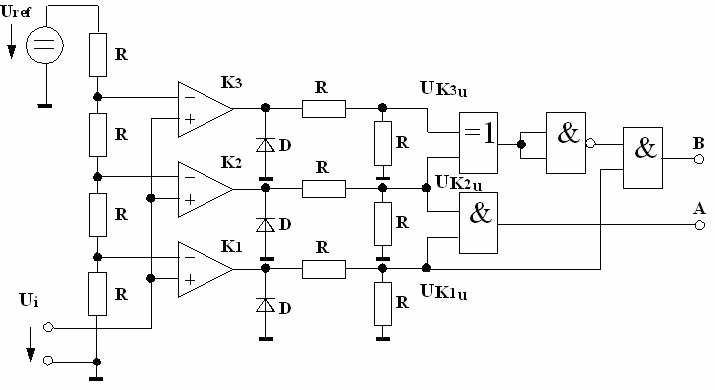 Uref
R
R
R
R
Ui
− +
K3
− +
K2
− +
K1
D
D
D
R
R
R
R
R
R
UK3u
UK2u
UK1u
=1
&
&
&
B
A